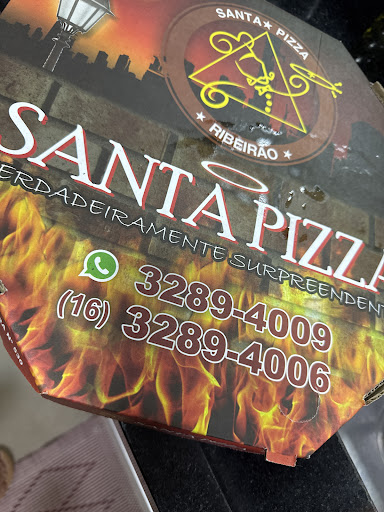 SANTA★PIZZA
★RIBEIRÃO★
SANTA PIZZA
ERDADEIRAMENTE SURPREENDENT
3289-4009
(16) 3289-4006